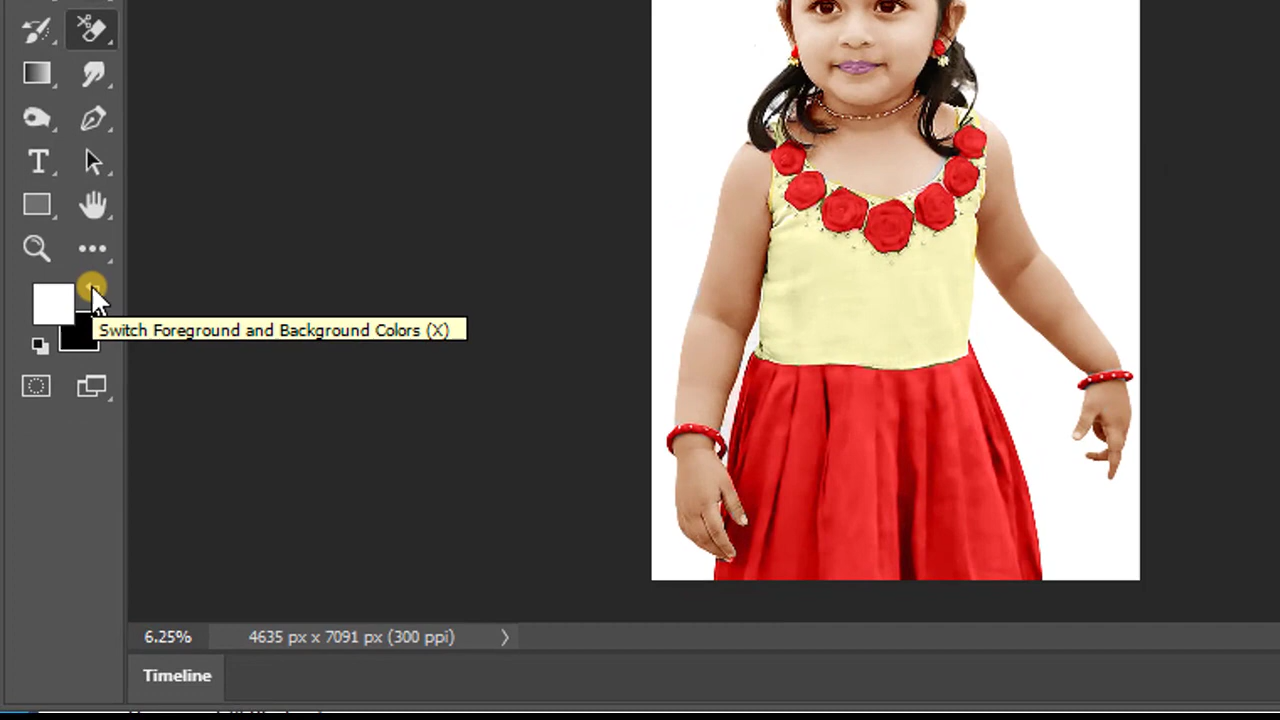 Switch Foreground and Background Colors (X)
6.25%
4635 px x 7091 px (300 ppi)
Timeline